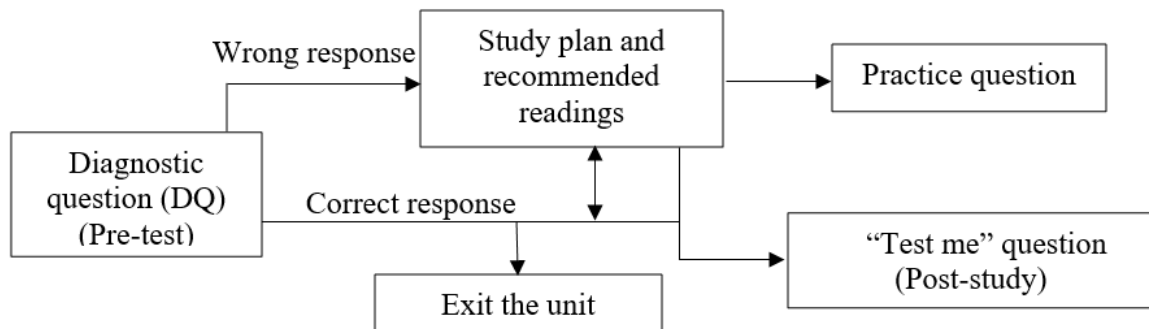 Wrong response
Study plan and
recommended
readings
Practice question
Diagnostic
question (DQ)
(Pre-test)
Correct response
“Test me” question
(Post-study)
Exit the unit